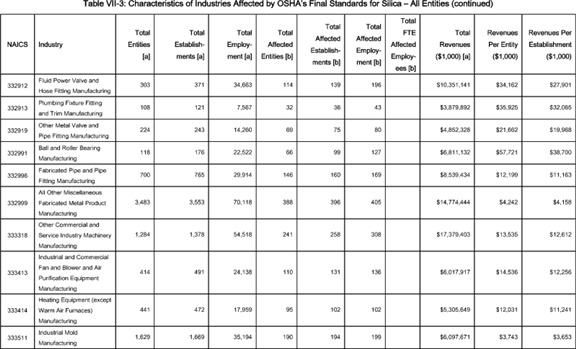 Table VII-3: Characteristics of Industries Affected by OSHA's Final Standards for Silica – All Entities (continued)
NAICS Industry Total Entities [a] Total Establish-ments [a] Total Employ-ment [a] Total Affected Entities [b] Total Affected Establish-ments [b] Total Affected Employ-ment [b] Total FTE Affected Employ-ees [b] Total Revenues ($1,000) [a] Revenues Per Entity ($1,000) Revenues Per Establishment ($1,000)
332912 Fluid Power Valve and Hose Fitting Manufacturing 303 371 34,663 114 139 196 $10,351,141 $34,162 $27,901
332913 Plumbing Fixture Fitting and Trim Manufacturing 108 121 7,567 32 36 43 $3,879,892 $35,925 $32,065
332919 Other Metal Valve and Pipe Fitting Manufacturing 224 243 14,260 69 75 80 $4,852,328 $21,662 $19,968
332991 Ball and Roller Bearing Manufacturing 118 176 22,522 66 99 127 $6,811,132 $57,721 $38,700
332996 Fabricated Pipe and Pipe Fitting Manufacturing 700 765 29,914 146 160 169 $8,539,434 $12,199 $11,163
332999 All Other Miscellaneous Fabricated Metal Product Manufacturing 3,483 3,553 70,118 388 396 405 $14,774,444 $4,242 $4,158
333318 Other Commercial and Service Industry Machinery Manufacturing 1,284 1,378 54,518 241 258 308 $17,379,403 $13,535 $12,612
333413 Industrial and Commercial Fan and Blower and Air Purification Equipment Manufacturing 414 491 24,138 110 131 136 $6,017,917 $14,536 $12,256
333414 Heating Equipment (except Warm Air Furnaces) Manufacturing 441 472 17,959 95 102 102 $5,305,649 $12,031 $11,241
333511 Industrial Mold Manufacturing 1,629 1,669 35,194 190 194 199 $6,097,671 $3,743 $3,653